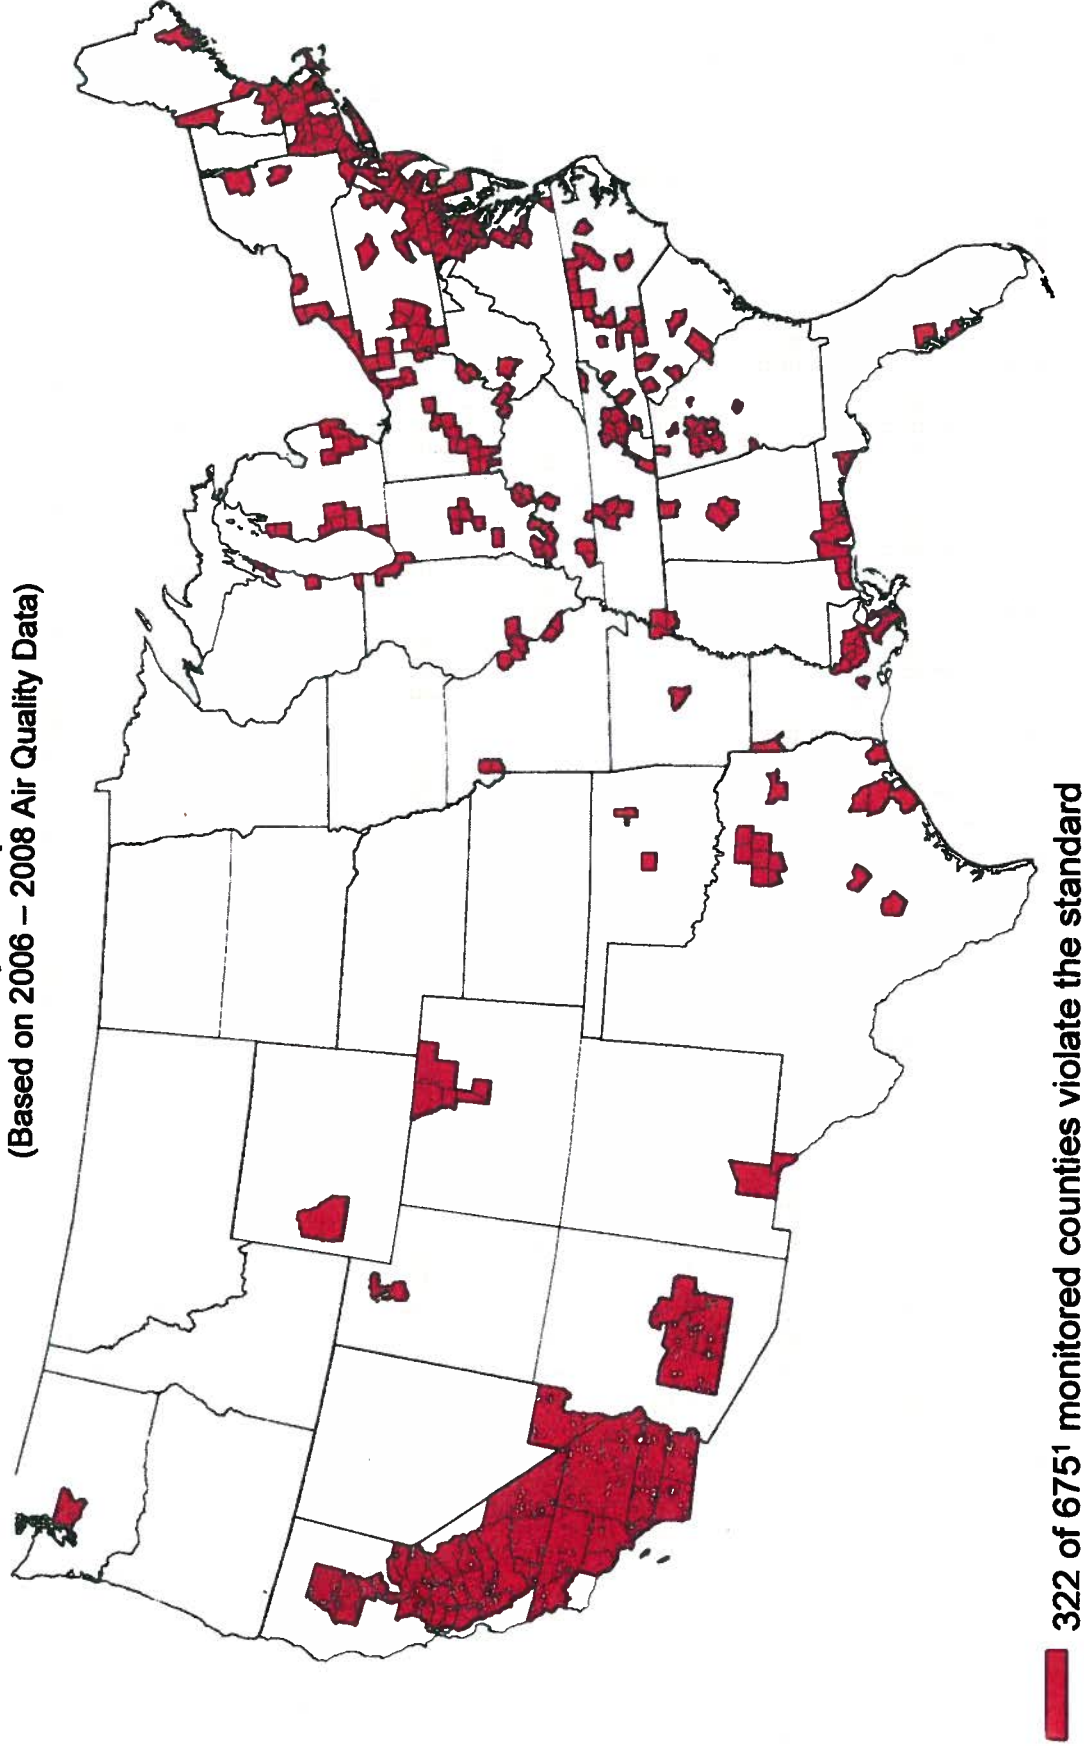 (Based on 2006 – 2008 Air Quality Data)
322 of 675¹ monitored counties violate the standard